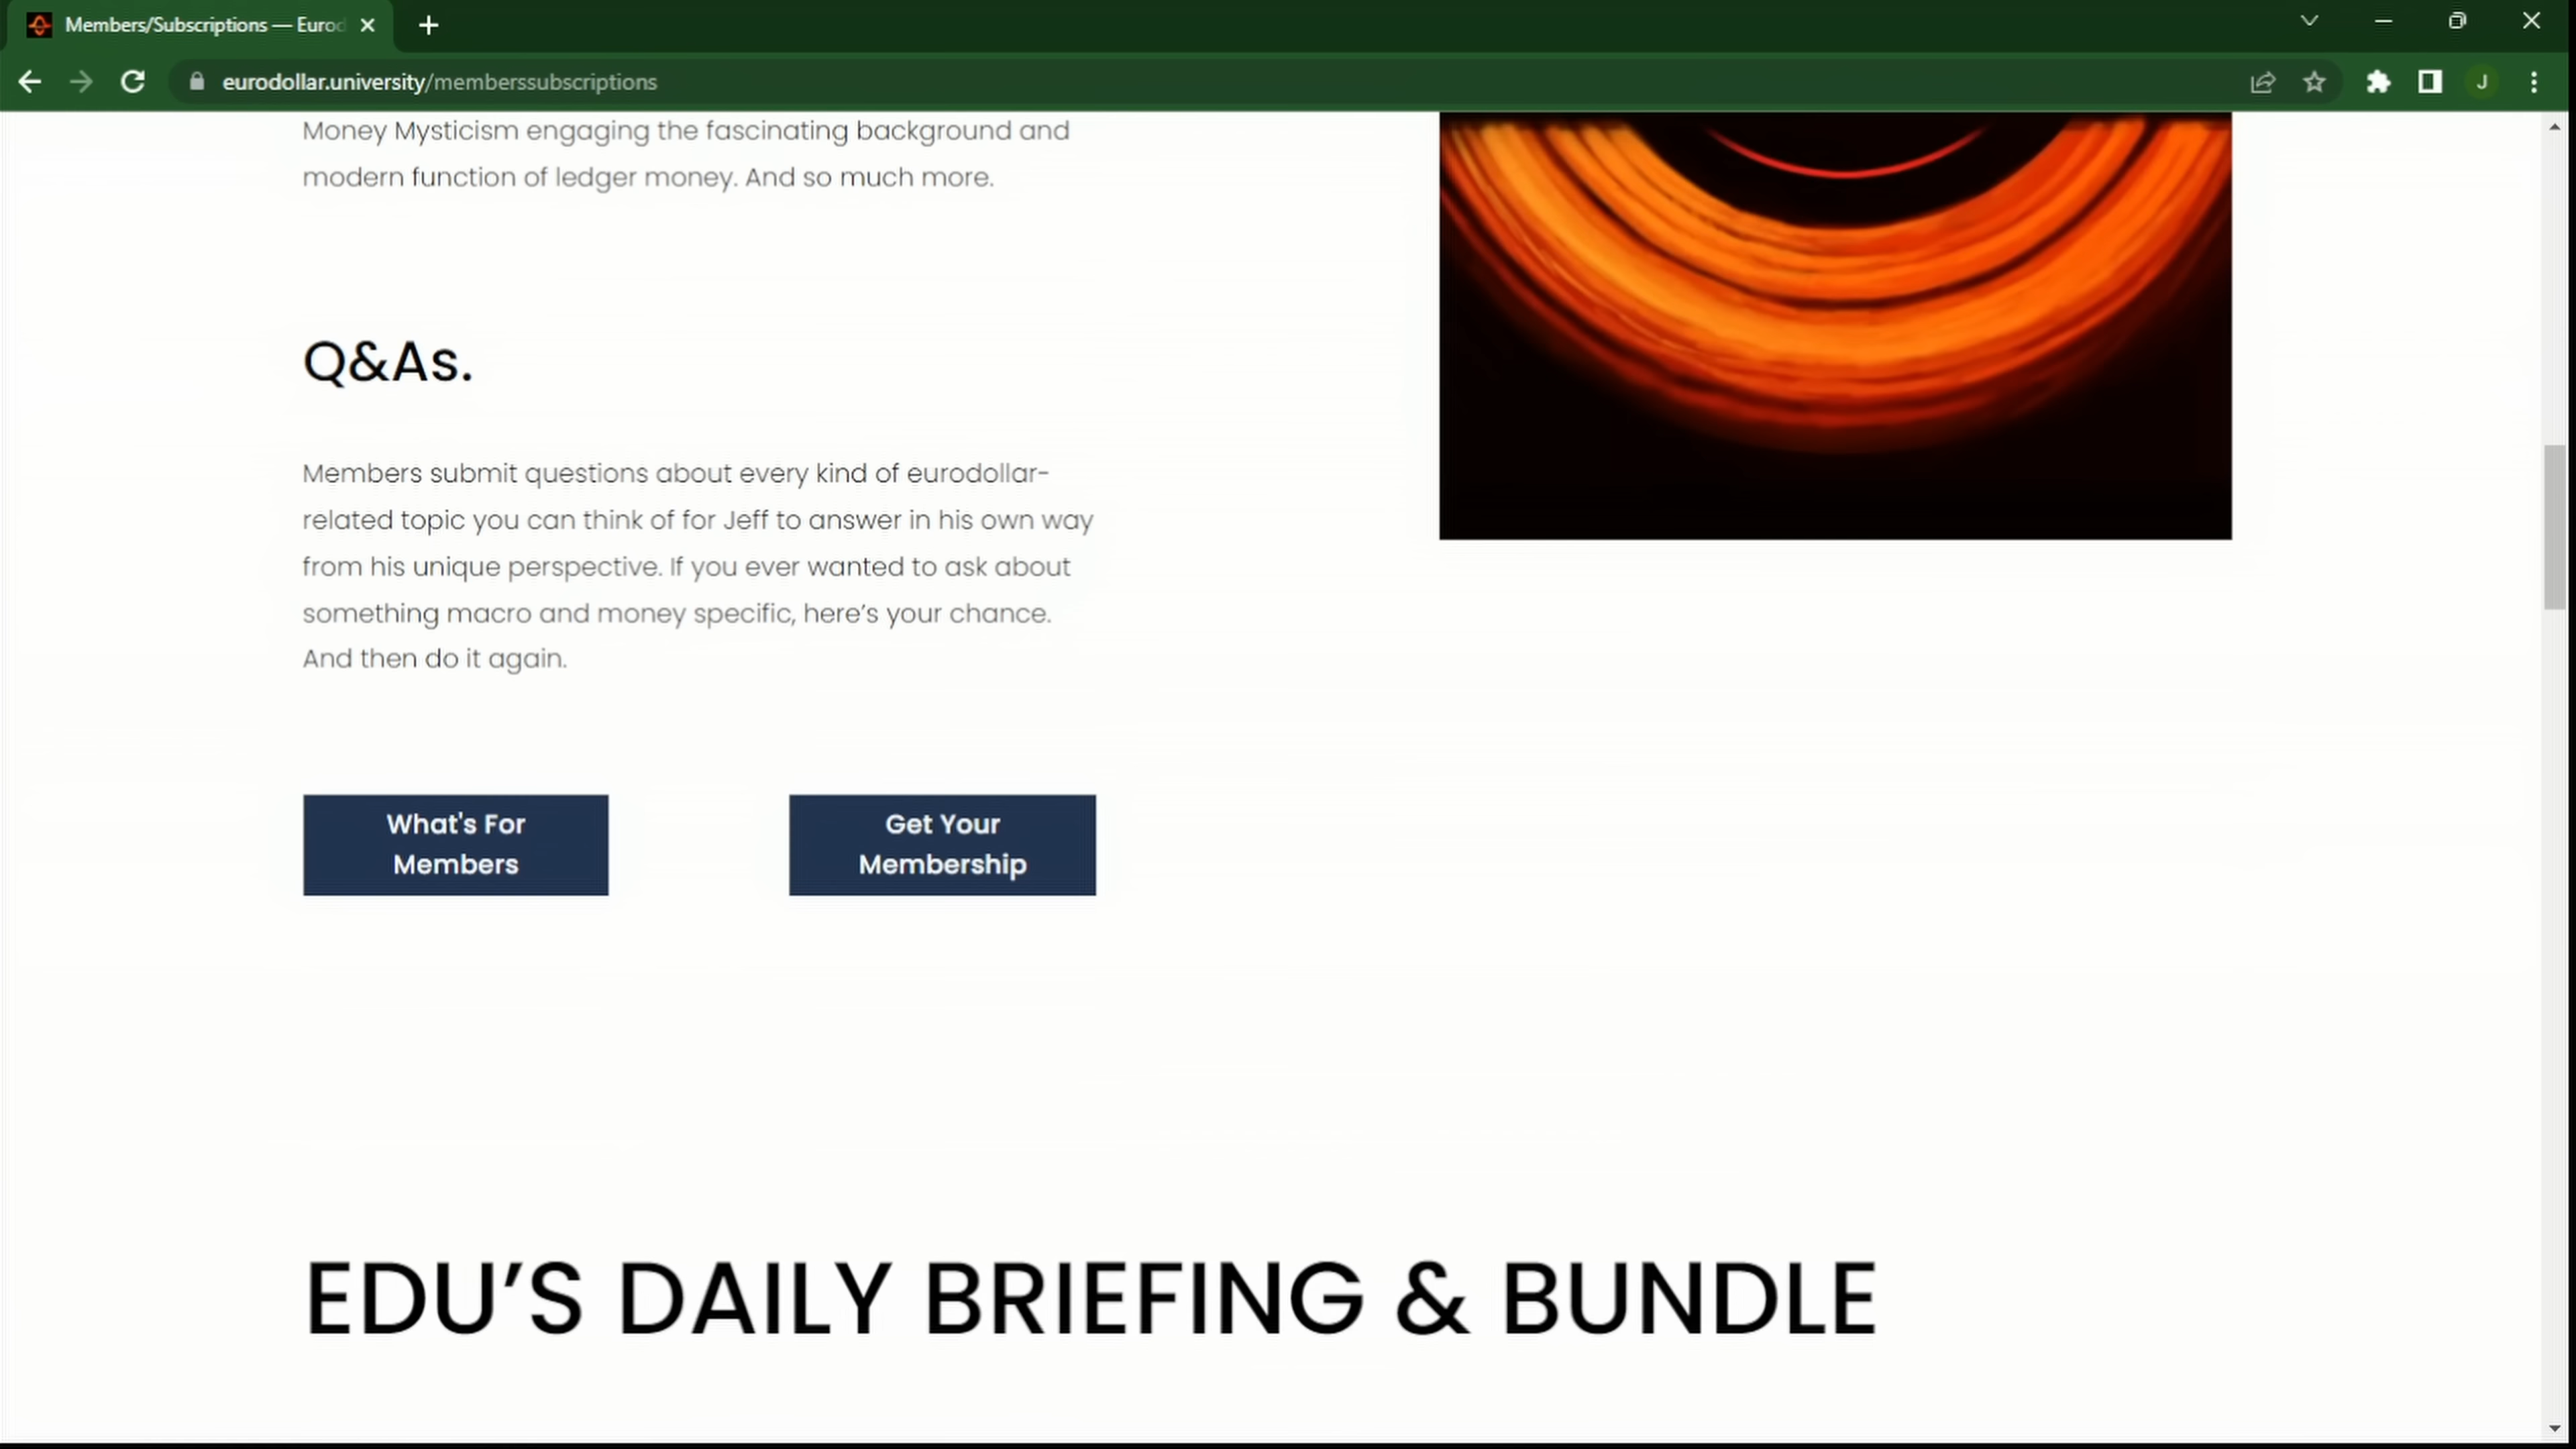 Members/Subscriptions — Eurod
eurodollar.university/memberssubscriptions
J
Money Mysticism engaging the fascinating background and
modern function of ledger money. And so much more.
Q&As.
Members submit questions about every kind of eurodollar-
related topic you can think of for Jeff to answer in his own way
from his unique perspective. If you ever wanted to ask about
something macro and money specific, here’s your chance.
And then do it again.
What's For
Members
Get Your
Membership
EDU’S DAILY BRIEFING & BUNDLE